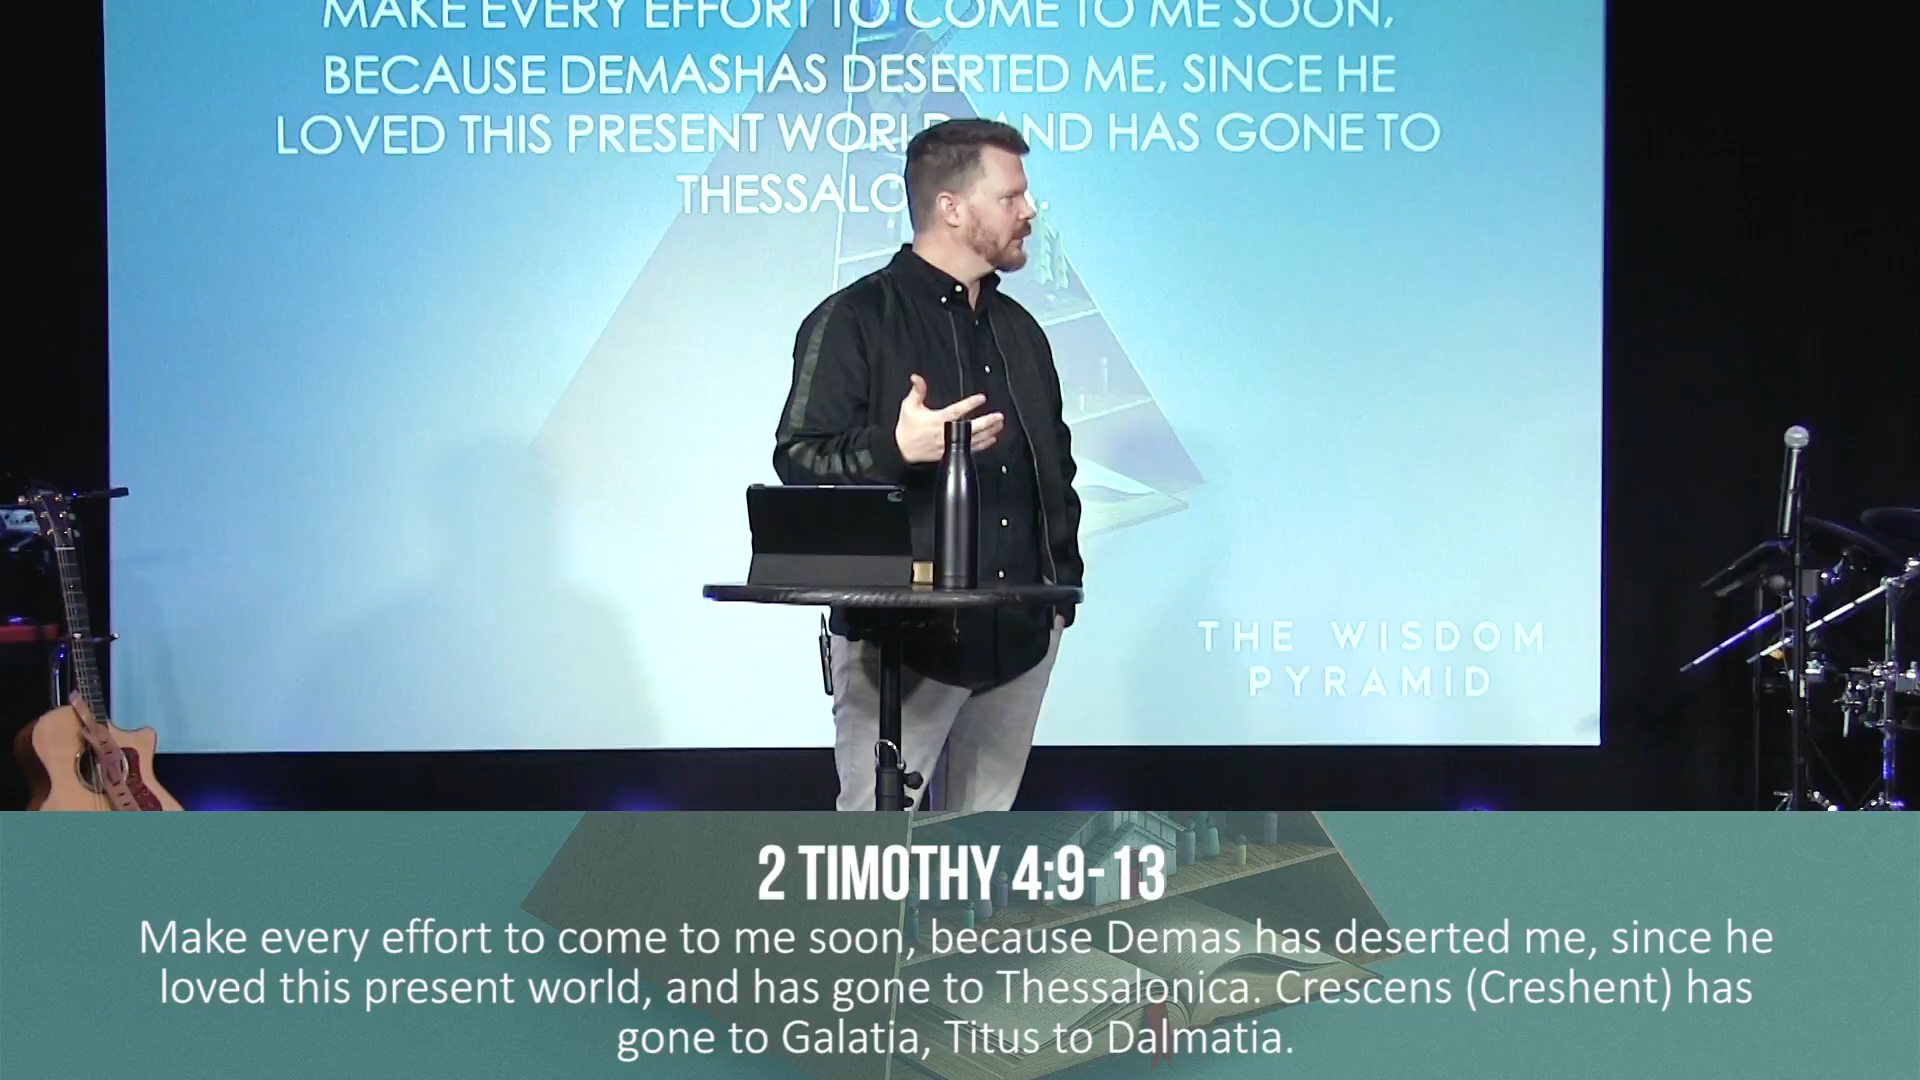 MAKE EVERY EFFORT TO COME TO ME SOON,
BECAUSE DEMASHAS DESERTED ME, SINCE HE
LOVED THIS PRESENT AND HAS GONE TO
THE WISDOM
PYRAMID
2 TIMOTHY 4:9-13
Make every effort to come to me soon, because Demas has deserted me, since he
loved this present world, and has gone to Thessalonica. Crescens (Creshent) has
gone to Galatia, Titus to Dalmatia.